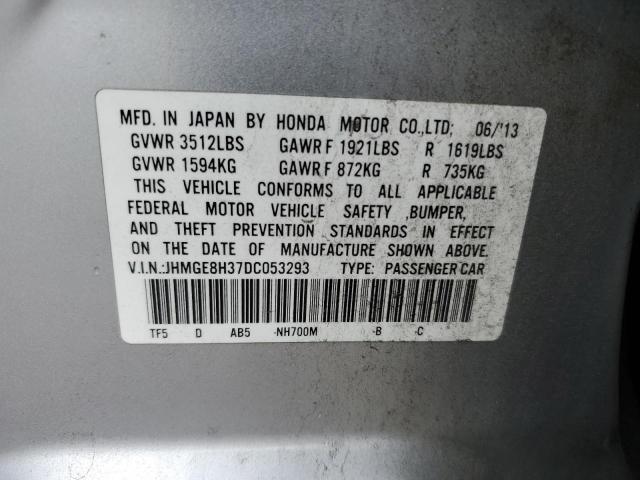 MFD. IN JAPAN BY HONDA MOTOR CO.,LTD; 06/'13
GVWR 3512LBS GAWR F 1921LBS R 1619LBS
GVWR 1594KG GAWR F 872KG R 735KG
THIS VEHICLE CONFORMS TO ALL APPLICABLE
FEDERAL MOTOR VEHICLE SAFETY ,BUMPER,
AND THEFT PREVENTION STANDARDS IN EFFECT
ON THE DATE OF MANUFACTURE SHOWN ABOVE.
V.I.N.:JHMGE8H37DC053293 TYPE: PASSENGER CAR
TF5 D AB5 -NH700M -B -C